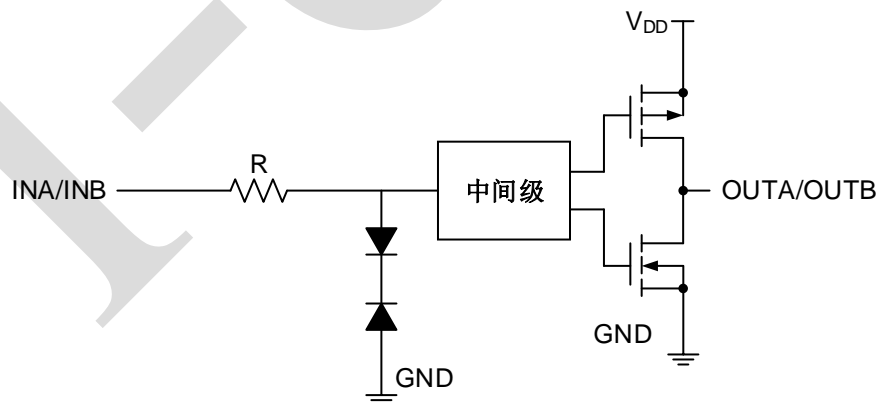 V_DD
R
INA/INB
中间级
OUTA/OUTB
GND
GND